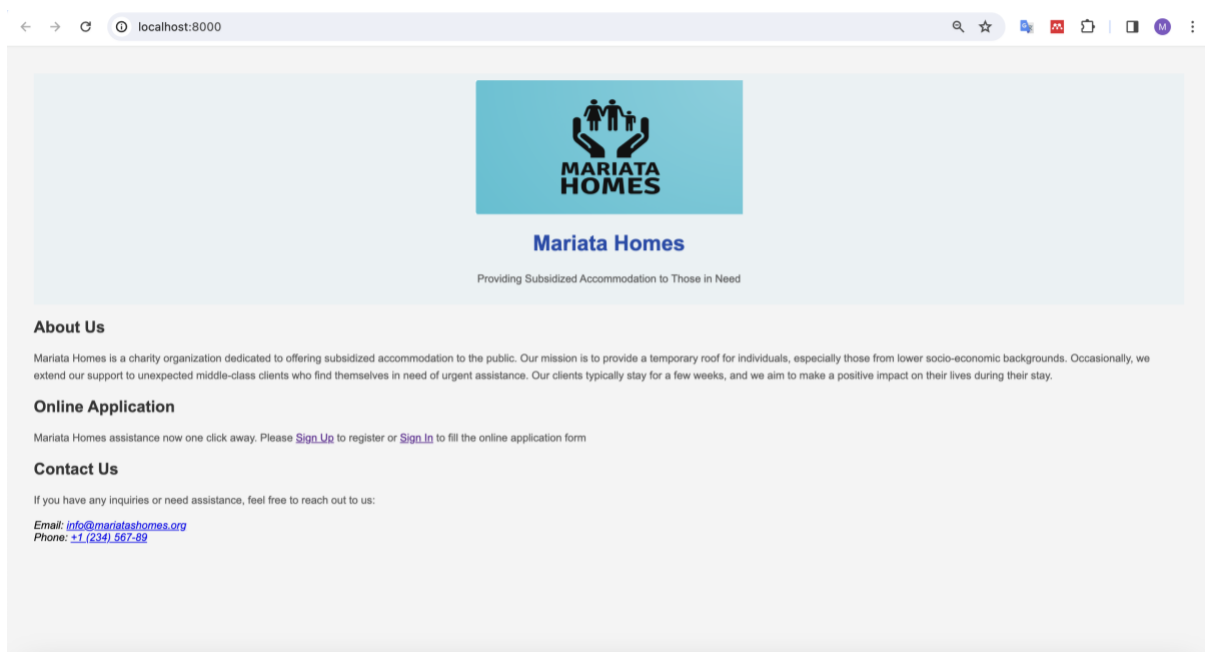 localhost:8000
M
MARIATA
HOMES
Mariata Homes
Providing Subsidized Accommodation to Those in Need
About Us
Mariata Homes is a charity organization dedicated to offering subsidized accommodation to the public. Our mission is to provide a temporary roof for individuals, especially those from lower socio-economic backgrounds. Occasionally, we
extend our support to unexpected middle-class clients who find themselves in need of urgent assistance. Our clients typically stay for a few weeks, and we aim to make a positive impact on their lives during their stay.
Online Application
Mariata Homes assistance now one click away. Please Sign Up to register or Sign In to fill the online application form
Contact Us
If you have any inquiries or need assistance, feel free to reach out to us:
Email: info@mariatashomes.org
Phone: +1 (234) 567-89